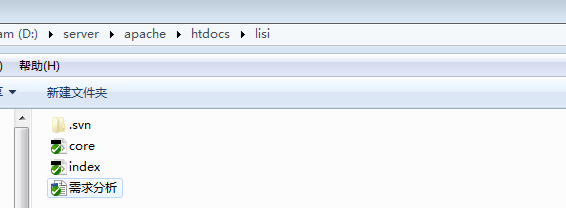 am (D:) server apache htdocs lisi
) 帮助(H)
新建文件夹
.svn
core
index
需求分析